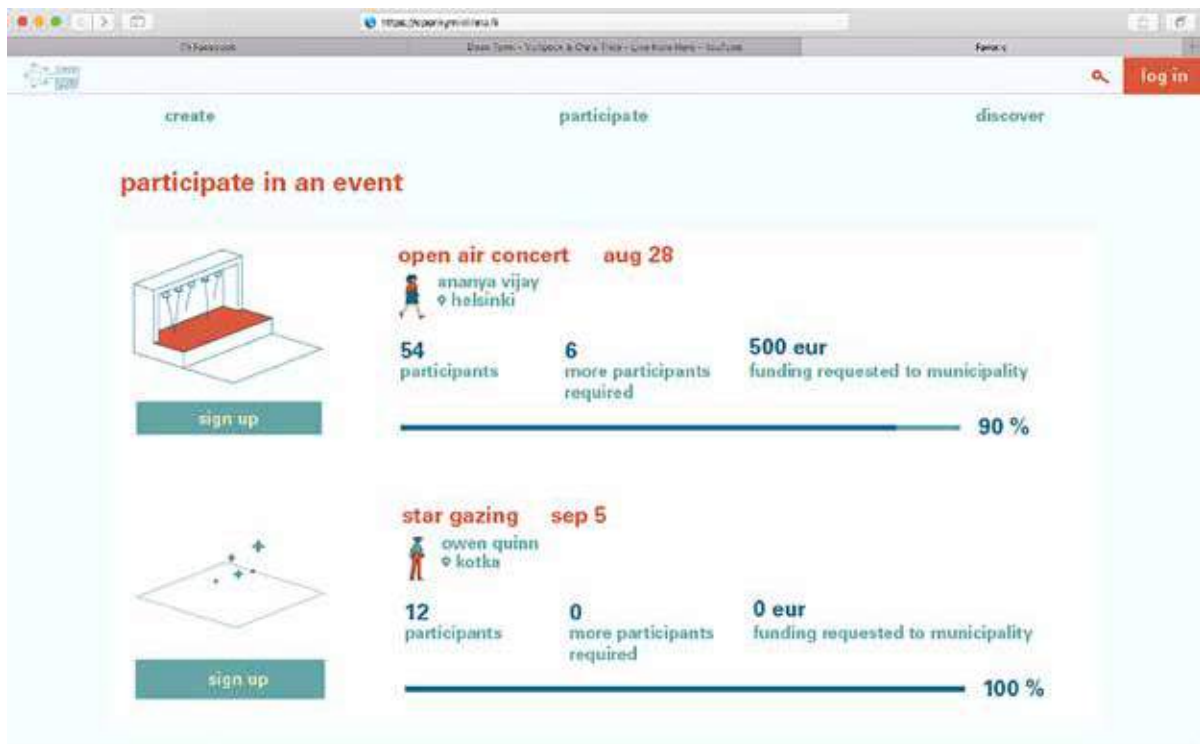 log in
create participate discover
participate in an event
open air concert aug 28
ananya vijay
helsinki
54 6 500 eur
participants more participants funding requested to municipality
required
sign up
90 %
star gazing sep 5
owen quinn
kotka
12 0 0 eur
participants more participants funding requested to municipality
required
sign up
100 %